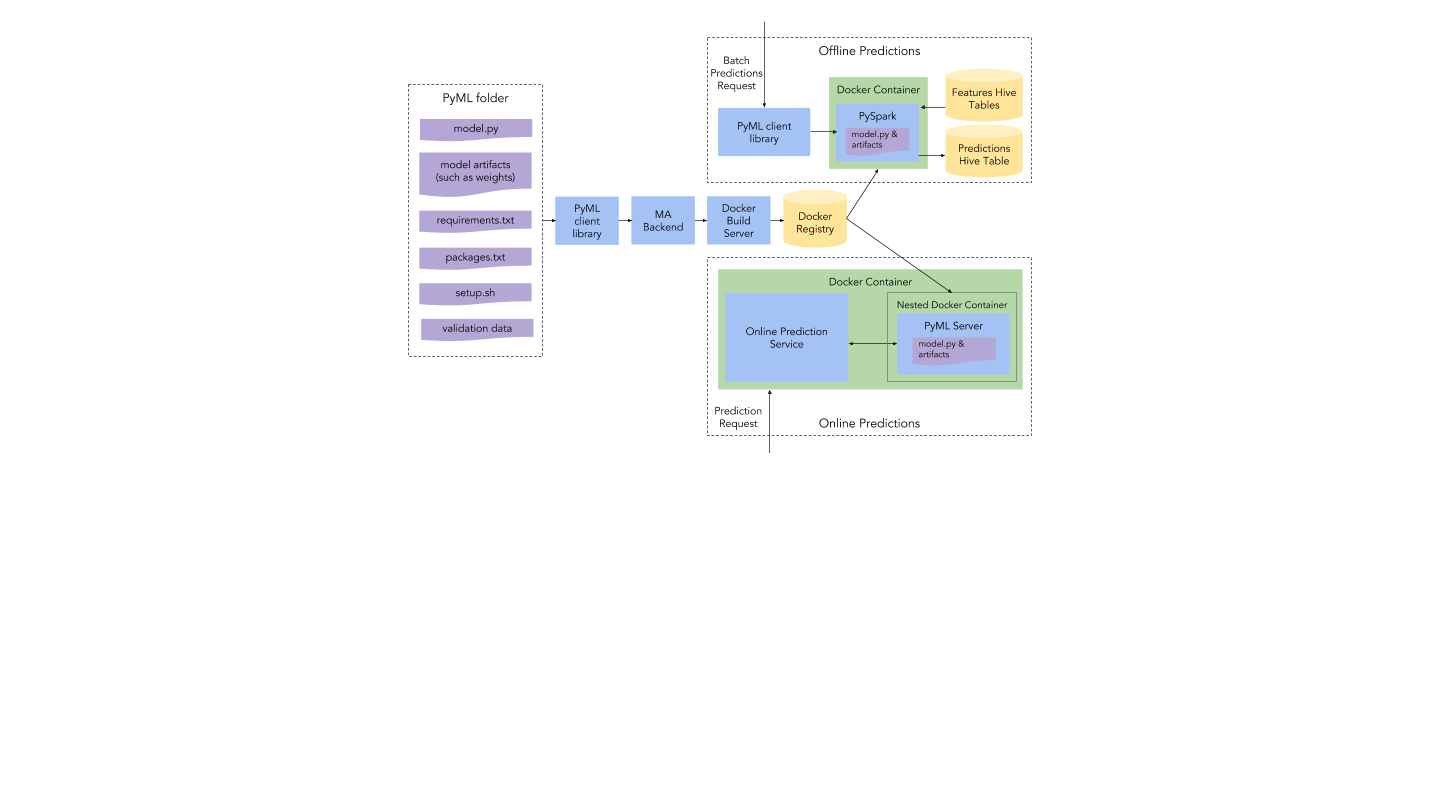 PyML folder
model.py
model artifacts
(such as weights)
requirements.txt
packages.txt
setup.sh
validation data
PyML
client
library
MA
Backend
Docker
Build
Server
Docker
Registry
Offline Predictions
Batch
Predictions
Request
PyML client
library
Docker Container
PySpark
model.py &
artifacts
Features Hive
Tables
Predictions
Hive Table
Docker Container
Online Prediction
Service
Nested Docker Container
PyML Server
model.py &
artifacts
Prediction
Request
Online Predictions